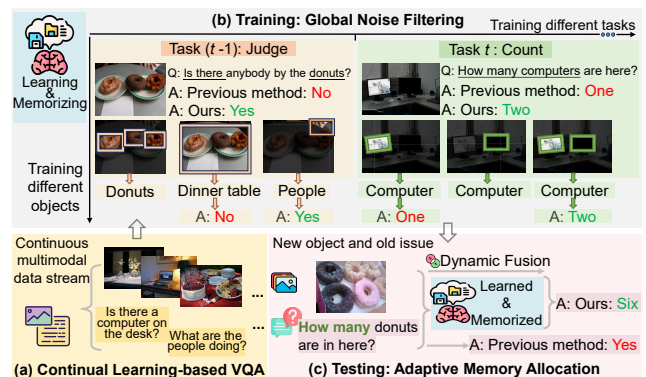 (b) Training: Global Noise Filtering
Training different tasks
Learning
&
Memorizing
Training
different
objects
Task (t -1): Judge
Q: Is there anybody by the donuts?
A: Previous method: No
A: Ours: Yes
Donuts
Dinner table
People
A: No
A: Yes
Task t : Count
Q: How many computers are here?
A: Previous method: One
A: Ours: Two
Computer
Computer
Computer
A: One
A: Two
Continuous
multimodal
data stream
Is there a
computer on
the desk?
What are the
people doing?
...
...
(a) Continual Learning-based VQA
New object and old issue
How many donuts
are in here?
Dynamic Fusion
Learned
&
Memorized
A: Ours: Six
A: Previous method: Yes
(c) Testing: Adaptive Memory Allocation